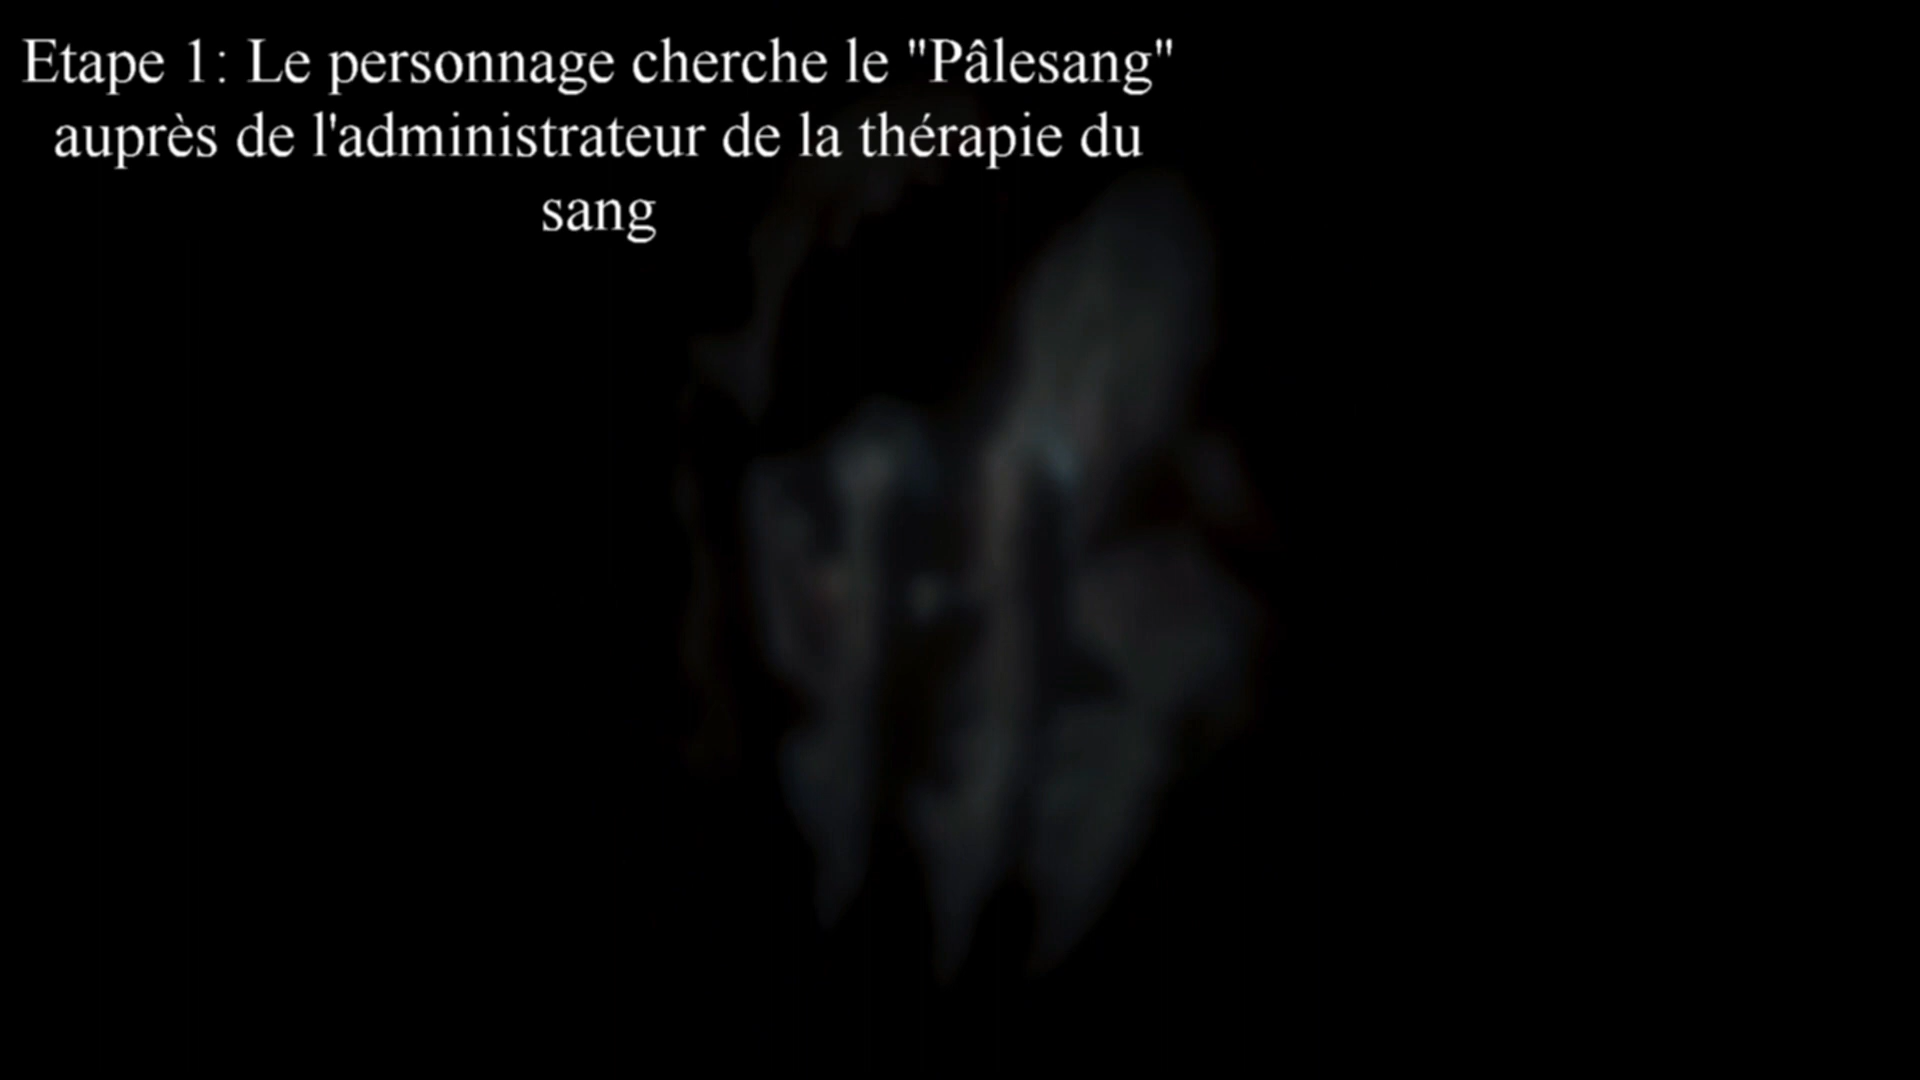 Etape 1: Le personnage cherche le "Pâlesang"
auprès de l'administrateur de la thérapie du
sang